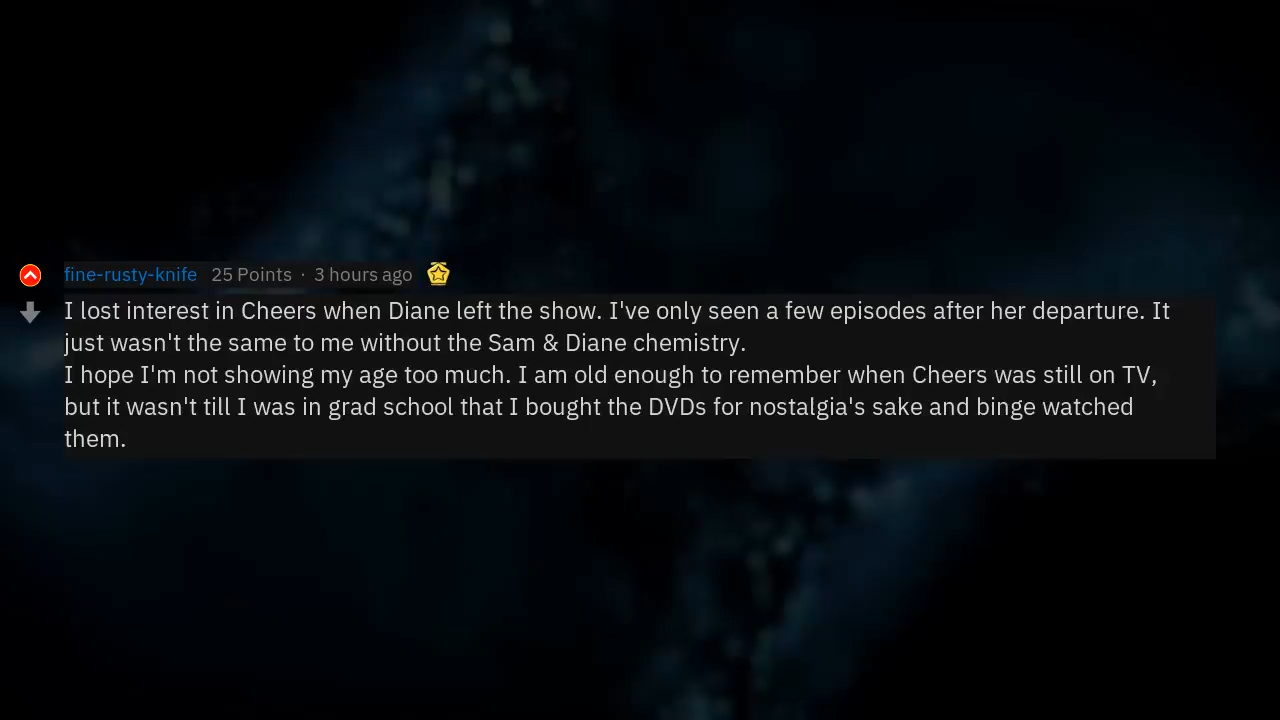 fine-rusty-knife 25 Points · 3 hours ago
I lost interest in Cheers when Diane left the show. I've only seen a few episodes after her departure. It
just wasn't the same to me without the Sam & Diane chemistry.
I hope I'm not showing my age too much. I am old enough to remember when Cheers was still on TV,
but it wasn't till I was in grad school that I bought the DVDs for nostalgia's sake and binge watched
them.